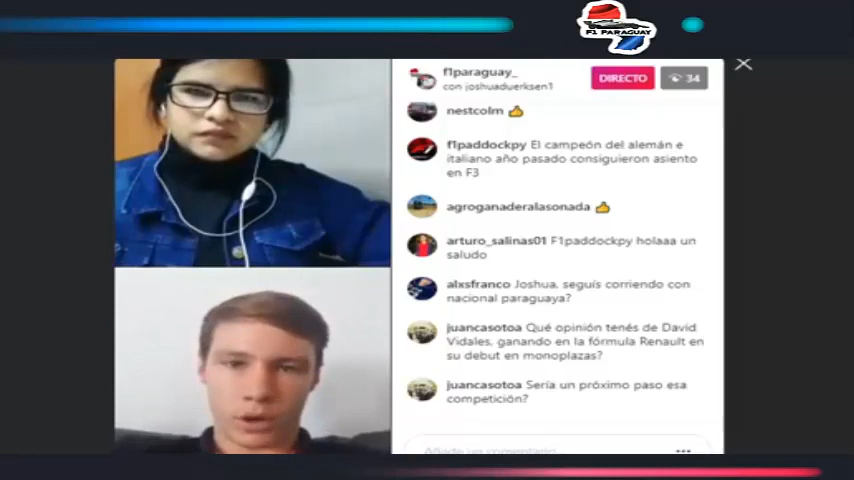 F1 PARAGUAY
f1paraguay_
con joshuaduerksen1
DIRECTO
34
nestcolm 👍
f1paddockpy El campeón del alemán e
italiano año pasado consiguieron asiento
en F3
agroganaderalasonada 👍
arturo_salinas01 F1paddockpy holaaa un
saludo
alxsfranco Joshua, seguís corriendo con
nacional paraguaya?
juancasotoa Qué opinión tenés de David
Vidales, ganando en la fórmula Renault en
su debut en monoplazas?
juancasotoa Sería un próximo paso esa
competición?
Añade un comentario...